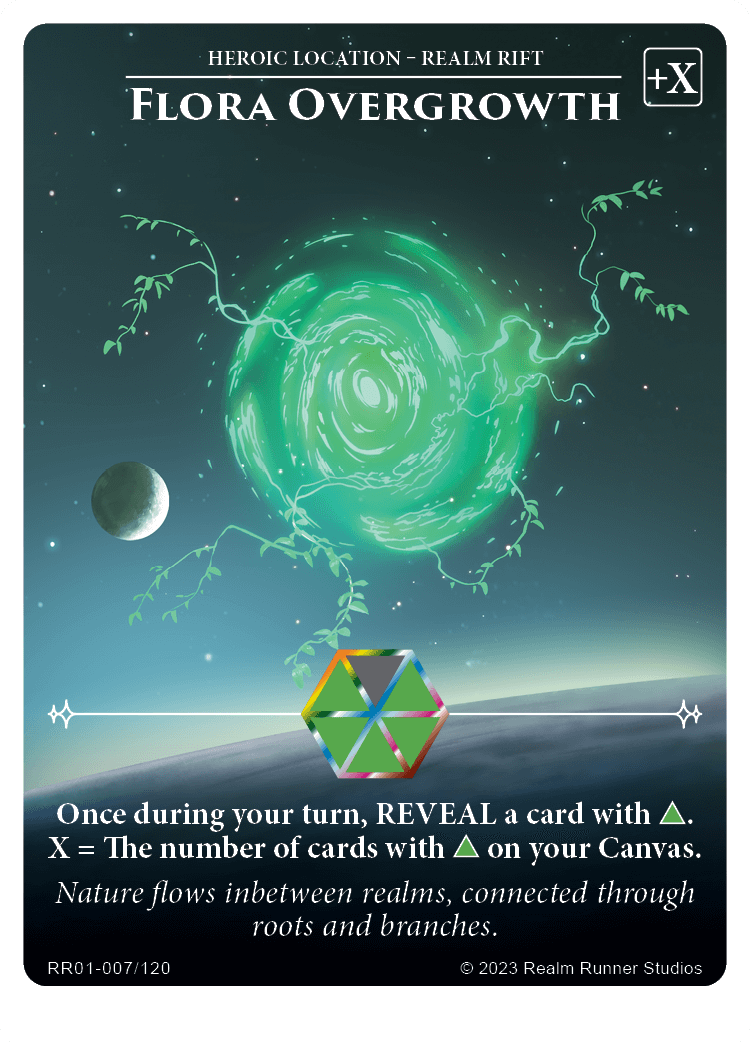 HEROIC LOCATION – REALM RIFT
+X
FLORA OVERGROWTH
Once during your turn, REVEAL a card with .
X = The number of cards with  on your Canvas.
Nature flows inbetween realms, connected through
roots and branches.
RR01-007/120
© 2023 Realm Runner Studios